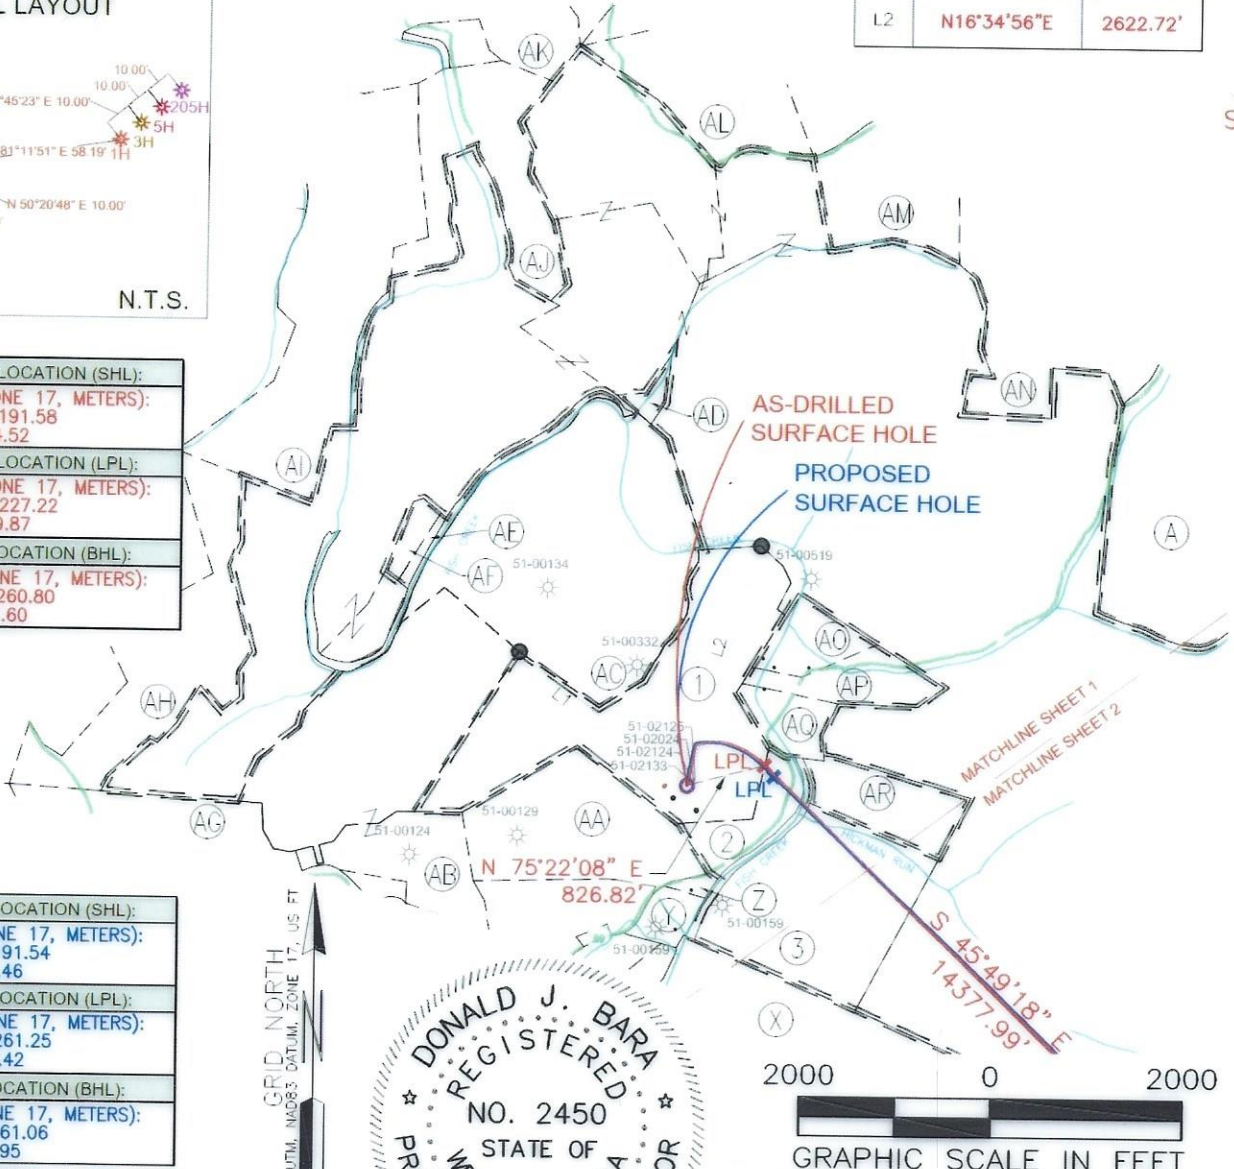 LAYOUT
10.00'
10.00'
°45'23" E 10.00'
205H
5H
3H
81°11'51" E 58.19' 1H
N 50°20'48" E 10.00'
N.T.S.
L2 N16°34'56"E 2622.72'
LOCATION (SHL):
NE 17, METERS):
191.58
.52
LOCATION (LPL):
NE 17, METERS):
227.22
.87
LOCATION (BHL):
NE 17, METERS):
260.80
.60
OCATION (SHL):
NE 17, METERS):
91.54
46
OCATION (LPL):
NE 17, METERS):
261.25
.42
OCATION (BHL):
NE 17, METERS):
61.06
95
AK
AL
AM
AJ
AN
AD
AI
AE
AF
A
AS-DRILLED
SURFACE HOLE
PROPOSED
SURFACE HOLE
51-00519
51-00134
51-00332
AC
L1
L2
1
AO
AP
AQ
AH
51-02125
51-02024
51-02124
51-02133
LPL
LPL
MATCHLINE SHEET 1
MATCHLINE SHEET 2
AR
AG
51-00124
51-00129
AA
AB
2
HICKMAN RUN
FISH CREEK
N 75°22'08" E
826.82'
Y
Z
51-00159
51-00159
3
X
S 45°49'18" E
14377.99'
GRID NORTH
UTM, NAD83 DATUM, ZONE 17, US FT
N
DONALD J. BARA
REGISTERED
NO. 2450
STATE OF
2000 0 2000
GRAPHIC SCALE IN FEET